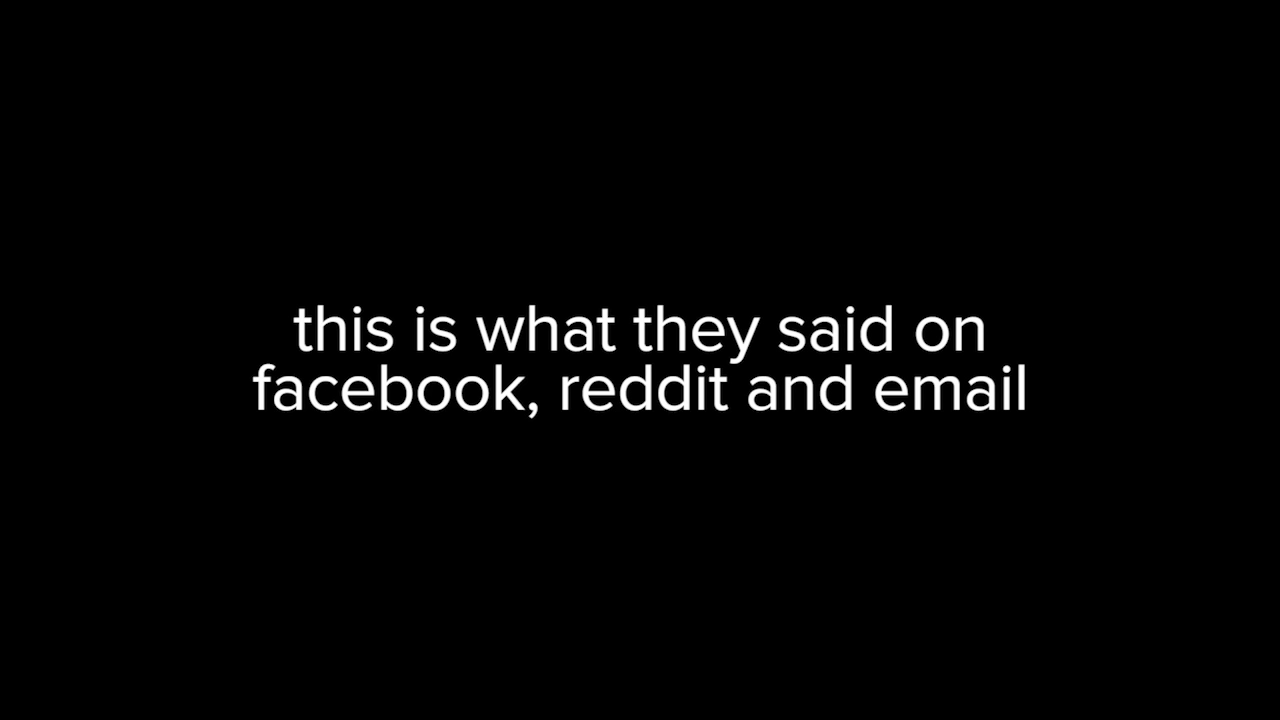 this is what they said on
facebook, reddit and email